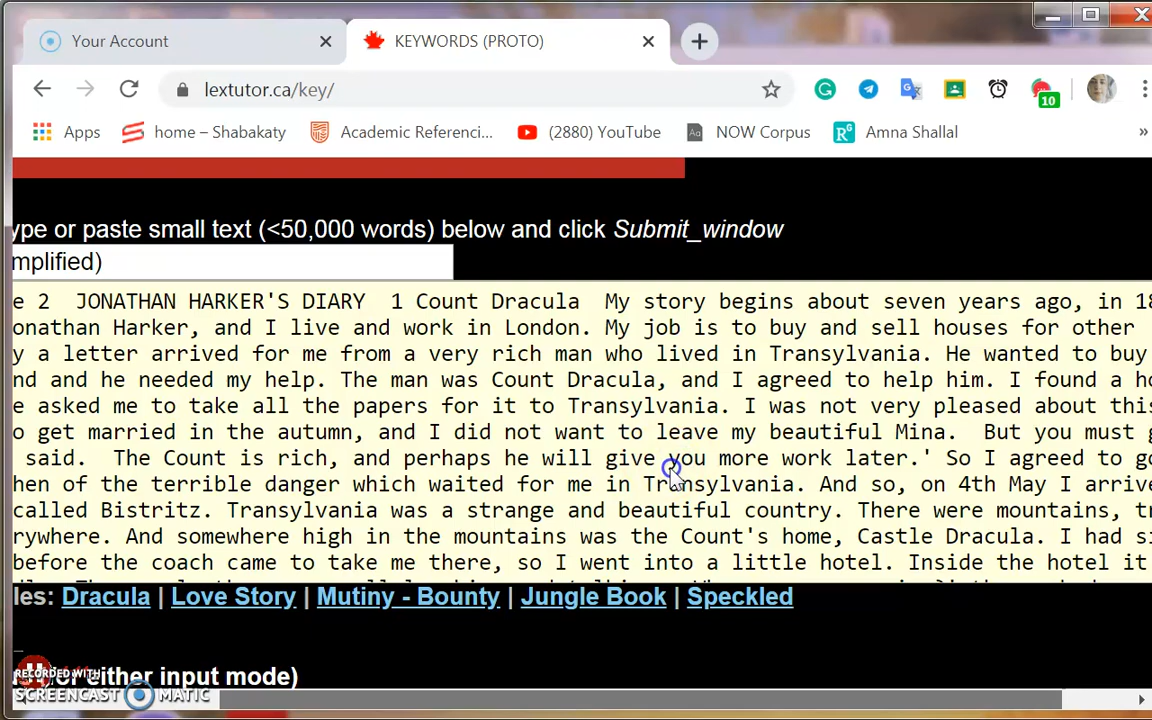 Your Account
KEYWORDS (PROTO)
lextutor.ca/key/
10
Apps
home – Shabakaty
Academic Referenci...
(2880) YouTube
Aa
NOW Corpus
RG
Amna Shallal
»
ype or paste small text (<50,000 words) below and click Submit_window
mplified)
e 2 JONATHAN HARKER'S DIARY 1 Count Dracula My story begins about seven years ago, in 18
onathan Harker, and I live and work in London. My job is to buy and sell houses for other
y a letter arrived for me from a very rich man who lived in Transylvania. He wanted to buy
nd and he needed my help. The man was Count Dracula, and I agreed to help him. I found a ho
e asked me to take all the papers for it to Transylvania. I was not very pleased about this
o get married in the autumn, and I did not want to leave my beautiful Mina. But you must g
said. The Count is rich, and perhaps he will give you more work later.' So I agreed to go
hen of the terrible danger which waited for me in Transylvania. And so, on 4th May I arrive
called Bistritz. Transylvania was a strange and beautiful country. There were mountains, tr
rywhere. And somewhere high in the mountains was the Count's home, Castle Dracula. I had si
before the coach came to take me there, so I went into a little hotel. Inside the hotel it
les: Dracula | Love Story | Mutiny - Bounty | Jungle Book | Speckled
or either input mode)
RECORDED WITH
SCREENCAST MATIC